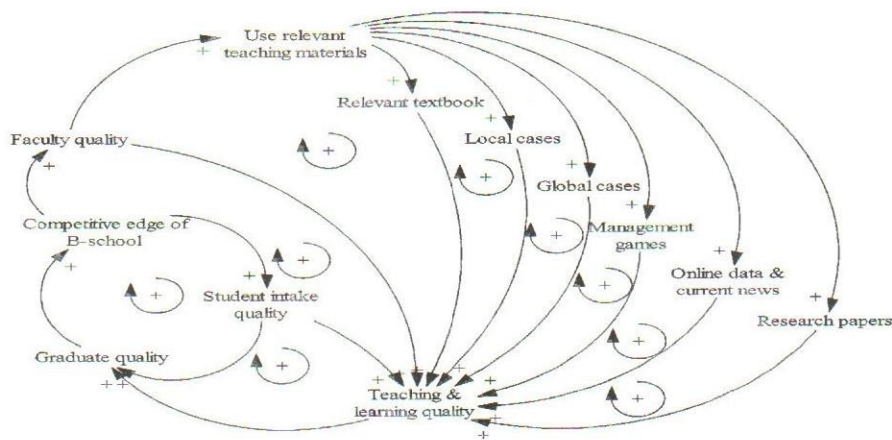 Use relevant
teaching materials
+
+
Relevant textbook
+
Local cases
Faculty quality
+
+
+
+
Global cases
+
Competitive edge of
B-school
+
Management
games
+
+
+
+
+
Student intake
quality
+
+
Online data &
current news
+
Research papers
Graduate quality
++
+
+
+
+
+
+
+
Teaching &
learning quality
+
+
+